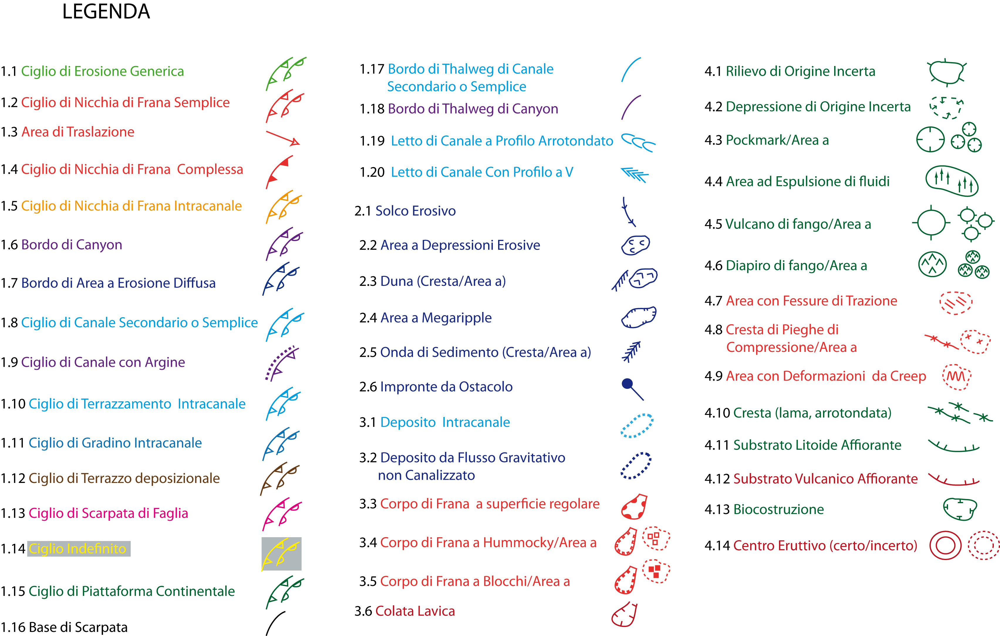 LEGENDA
1.1 Ciglio di Erosione Generica
1.2 Ciglio di Nicchia di Frana Semplice
1.3 Area di Traslazione
1.4 Ciglio di Nicchia di Frana  Complessa
1.5 Ciglio di Nicchia di Frana Intracanale
1.6 Bordo di Canyon
1.7 Bordo di Area a Erosione Diffusa
1.8 Ciglio di Canale Secondario o Semplice
1.9 Ciglio di Canale con Argine
1.10 Ciglio di Terrazzamento  Intracanale
1.11 Ciglio di Gradino Intracanale
1.12 Ciglio di Terrazzo deposizionale
1.13 Ciglio di Scarpata di Faglia
1.14 Ciglio Indefinito
1.15 Ciglio di Piattaforma Continentale
1.16 Base di Scarpata
1.17 Bordo di Thalweg di Canale
Secondario o Semplice
1.18 Bordo di Thalweg di Canyon
1.19 Letto di Canale a Profilo Arrotondato
1.20 Letto di Canale Con Profilo a V
2.1 Solco Erosivo
2.2 Area a Depressioni Erosive
2.3 Duna (Cresta/Area a)
2.4 Area a Megaripple
2.5 Onda di Sedimento (Cresta/Area a)
2.6 Impronte da Ostacolo
3.1 Deposito  Intracanale
3.2 Deposito da Flusso Gravitativo
non Canalizzato
3.3 Corpo di Frana  a superficie regolare
3.4 Corpo di Frana a Hummocky/Area a
3.5 Corpo di Frana a Blocchi/Area a
3.6 Colata Lavica
4.1 Rilievo di Origine Incerta
4.2 Depressione di Origine Incerta
4.3 Pockmark/Area a
4.4 Area ad Espulsione di fluidi
4.5 Vulcano di fango/Area a
4.6 Diapiro di fango/Area a
4.7 Area con Fessure di Trazione
4.8 Cresta di Pieghe di
Compressione/Area a
4.9 Area con Deformazioni  da Creep
4.10 Cresta (lama, arrotondata)
4.11 Substrato Litoide Affiorante
4.12 Substrato Vulcanico Affiorante
4.13 Biocostruzione
4.14 Centro Eruttivo (certo/incerto)